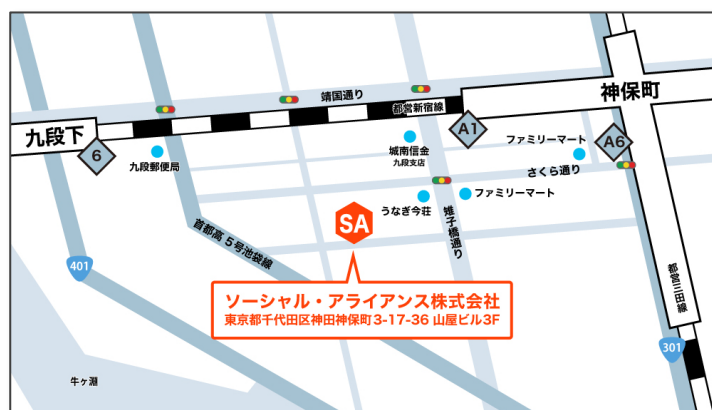 靖国通り
都営新宿線
神保町
九段下
6
九段郵便局
城南信金
九段支店
A1
ファミリーマート
A6
さくら通り
うなぎ今荘
ファミリーマート
雉子橋通り
SA
首都高5号池袋線
401
ソーシャル・アライアンス株式会社
東京都千代田区神田神保町3-17-36 山屋ビル3F
都営三田線
301
牛ヶ淵